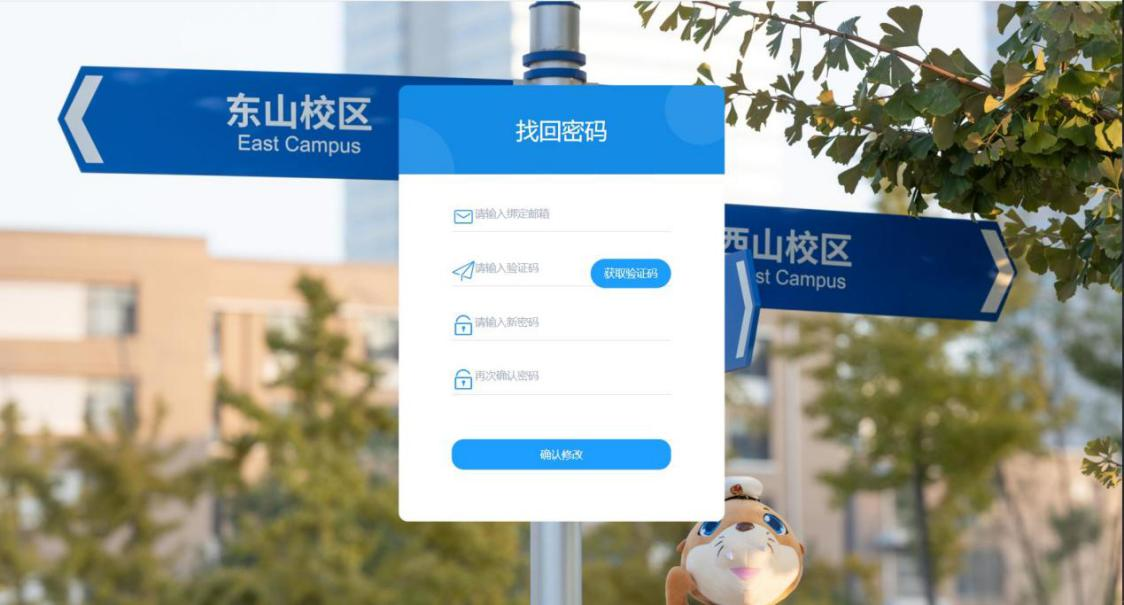 东山校区
East Campus
找回密码
请输入绑定邮箱
请输入验证码
获取验证码
请输入新密码
再次确认密码
确认修改
西山校区
st Campus